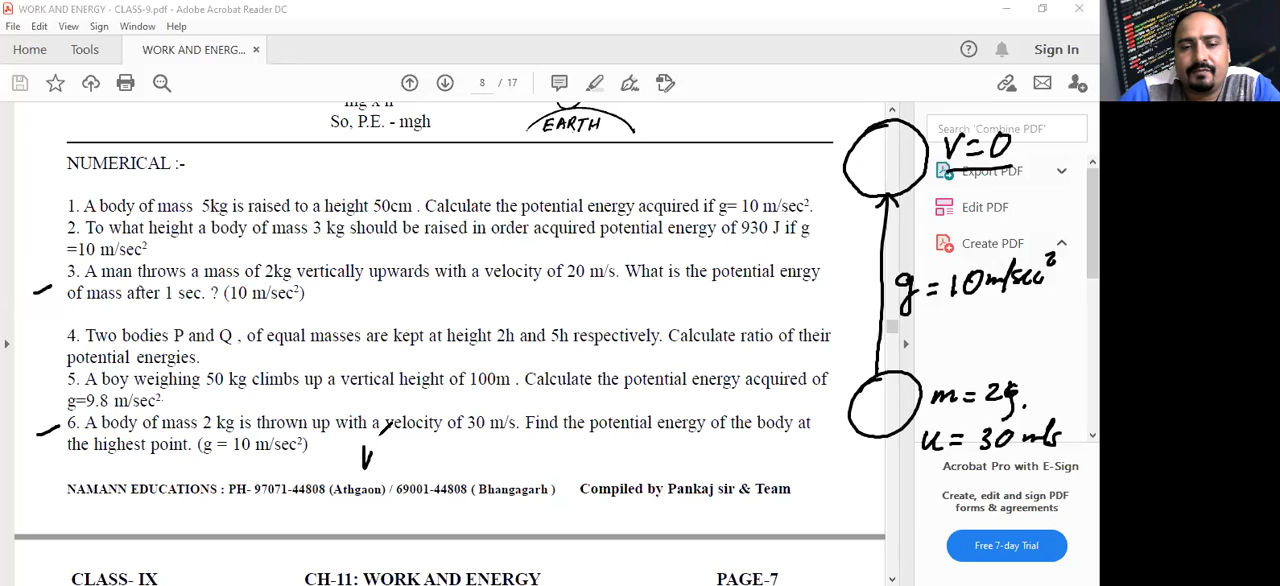 WORK AND ENERGY - CLASS-9.pdf - Adobe Acrobat Reader DC
File Edit View Sign Window Help
Home Tools WORK AND ENERG... × Sign In
8 / 17
mg x h
So, P.E. - mgh
EARTH
NUMERICAL :-
1. A body of mass 5kg is raised to a height 50cm . Calculate the potential energy acquired if g= 10 m/sec².
2. To what height a body of mass 3 kg should be raised in order acquired potential energy of 930 J if g
=10 m/sec²
3. A man throws a mass of 2kg vertically upwards with a velocity of 20 m/s. What is the potential enrgy
of mass after 1 sec. ? (10 m/sec²)
4. Two bodies P and Q , of equal masses are kept at height 2h and 5h respectively. Calculate ratio of their
potential energies.
5. A boy weighing 50 kg climbs up a vertical height of 100m . Calculate the potential energy acquired of
g=9.8 m/sec².
6. A body of mass 2 kg is thrown up with a velocity of 30 m/s. Find the potential energy of the body at
the highest point. (g = 10 m/sec²)
NAMANN EDUCATIONS : PH- 97071-44808 (Athgaon) / 69001-44808 ( Bhangagarh ) Compiled by Pankaj sir & Team
CLASS- IX CH-11: WORK AND ENERGY PAGE-7
Search 'Combine PDF'
v = 0
Export PDF
Edit PDF
Create PDF
g = 10 m/sec²
u = 30 m/s
Acrobat Pro with E-Sign
Create, edit and sign PDF
forms & agreements
Free 7-day Trial